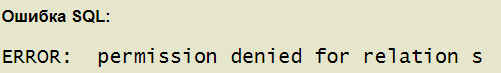 Ошибка SQL:
ERROR:  permission denied for relation s